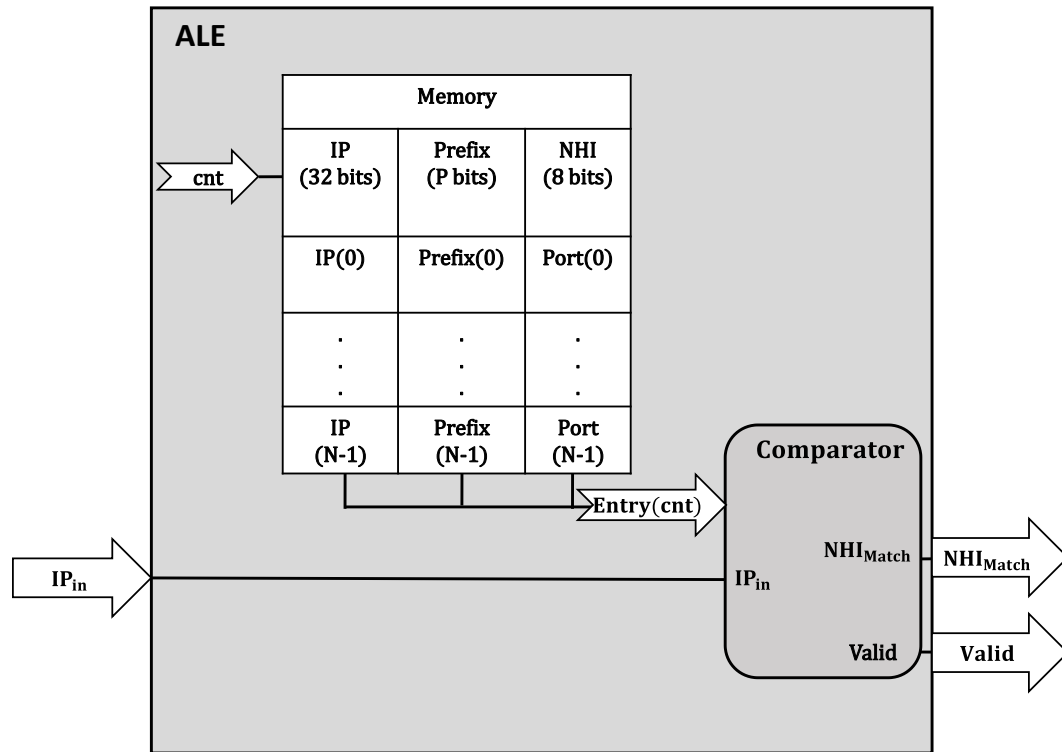 ALE
Memory
IP
(32 bits)
Prefix
(P bits)
NHI
(8 bits)
cnt
IP(0)
Prefix(0)
Port(0)
. . .
. . .
. . .
IP
(N-1)
Prefix
(N-1)
Port
(N-1)
Comparator
Entry(cnt)
NHI_Match
NHI_Match
IP_in
IP_in
Valid
Valid